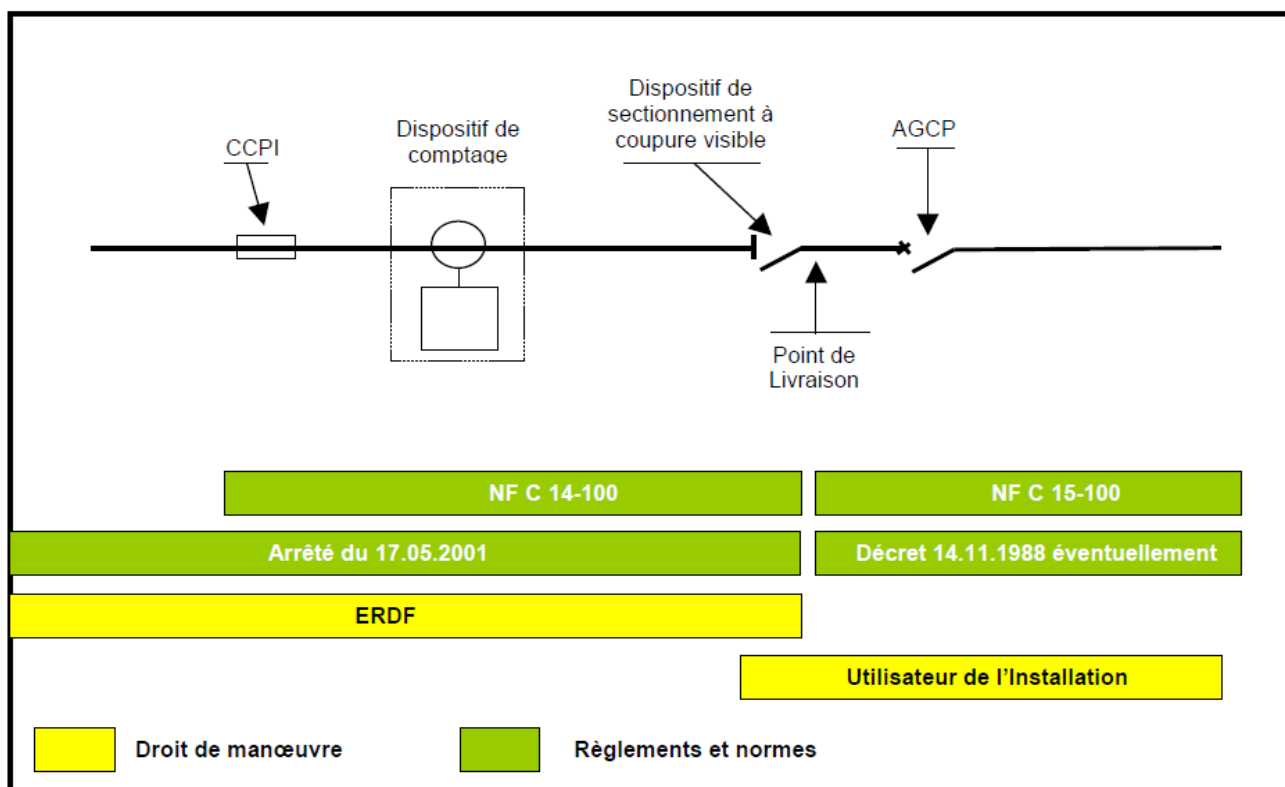 CCPI
Dispositif de
comptage
Dispositif de
sectionnement à
coupure visible
AGCP
Point de
Livraison
NF C 14-100
NF C 15-100
Arrêté du 17.05.2001
Décret 14.11.1988 éventuellement
ERDF
Utilisateur de l'Installation
Droit de manœuvre
Règlements et normes